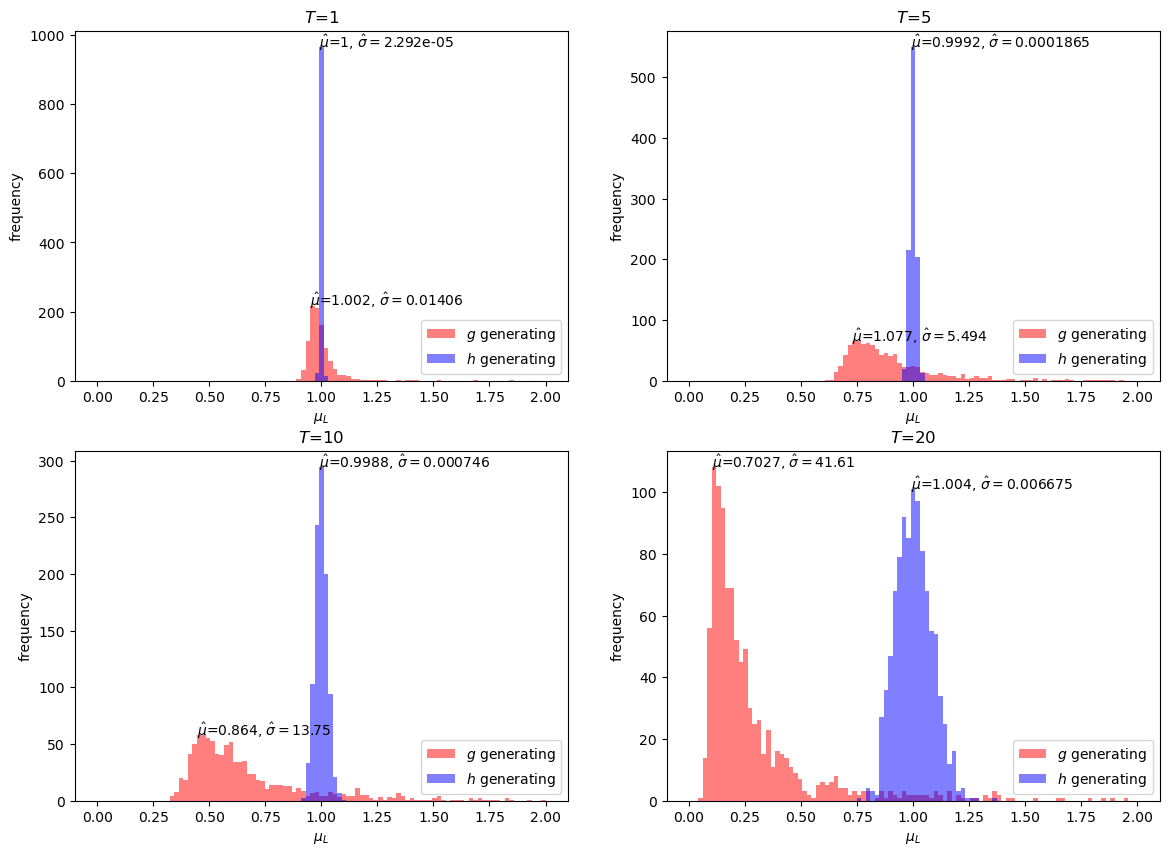 T=1
μ̂=1, σ̂ = 2.292e-05
μ̂=1.002, σ̂ = 0.01406
g generating
h generating
frequency
0
200
400
600
800
1000
0.00 0.25 0.50 0.75 1.00 1.25 1.50 1.75 2.00
μ_L
T=5
μ̂=0.9992, σ̂ = 0.0001865
μ̂=1.077, σ̂ = 5.494
g generating
h generating
frequency
0
100
200
300
400
500
0.00 0.25 0.50 0.75 1.00 1.25 1.50 1.75 2.00
μ_L
T=10
μ̂=0.9988, σ̂ = 0.000746
μ̂=0.864, σ̂ = 13.75
g generating
h generating
frequency
0
50
100
150
200
250
300
0.00 0.25 0.50 0.75 1.00 1.25 1.50 1.75 2.00
μ_L
T=20
μ̂=0.7027, σ̂ = 41.61
μ̂=1.004, σ̂ = 0.006675
g generating
h generating
frequency
0
20
40
60
80
100
0.00 0.25 0.50 0.75 1.00 1.25 1.50 1.75 2.00
μ_L